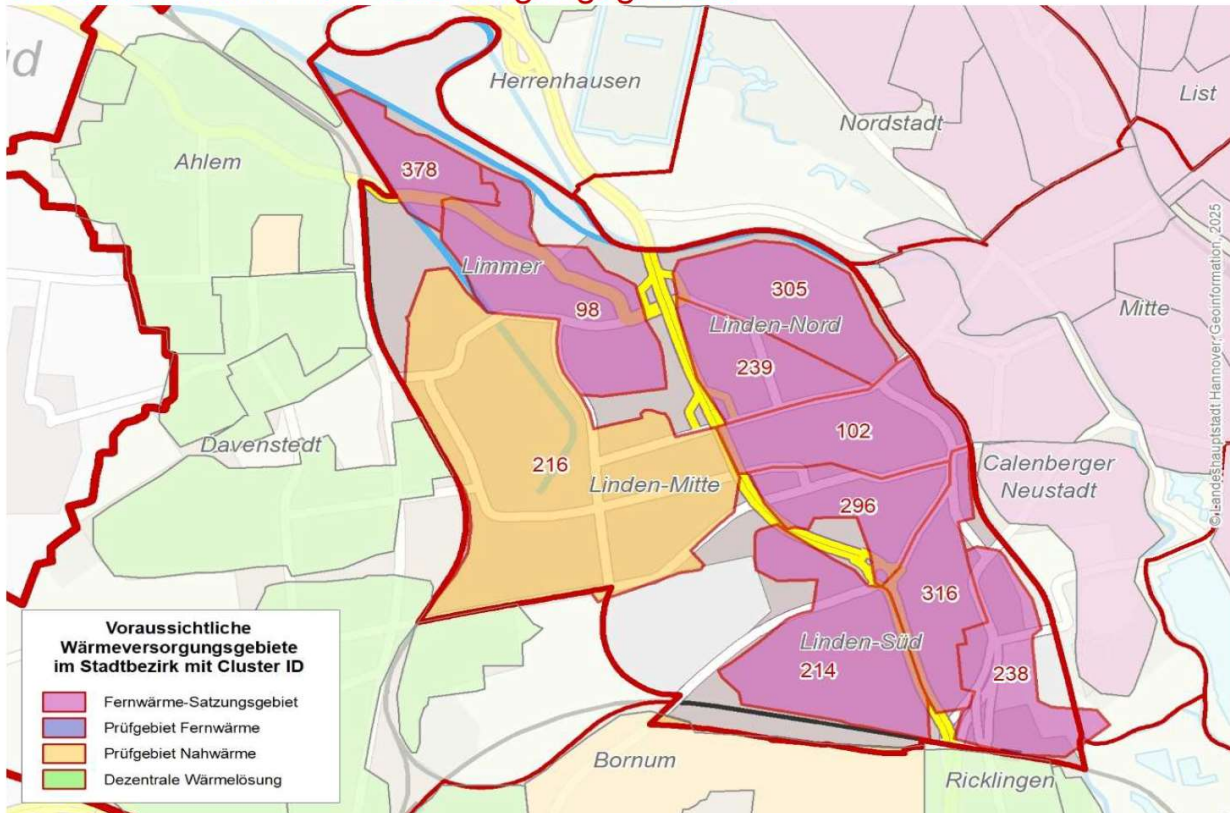 Herrenhausen
List
Nordstadt
Ahlem
378
Limmer
305
98
Linden-Nord
Mitte
239
102
Davenstedt
216
Linden-Mitte
Calenberger
Neustadt
296
316
Linden-Süd
214
238
Bornum
Ricklingen
Voraussichtliche
Wärmeversorgungsgebiete
im Stadtbezirk mit Cluster ID
Fernwärme-Satzungsgebiet
Prüfgebiet Fernwärme
Prüfgebiet Nahwärme
Dezentrale Wärmelösung
© Landeshauptstadt Hannover; Geoinformation, 2025